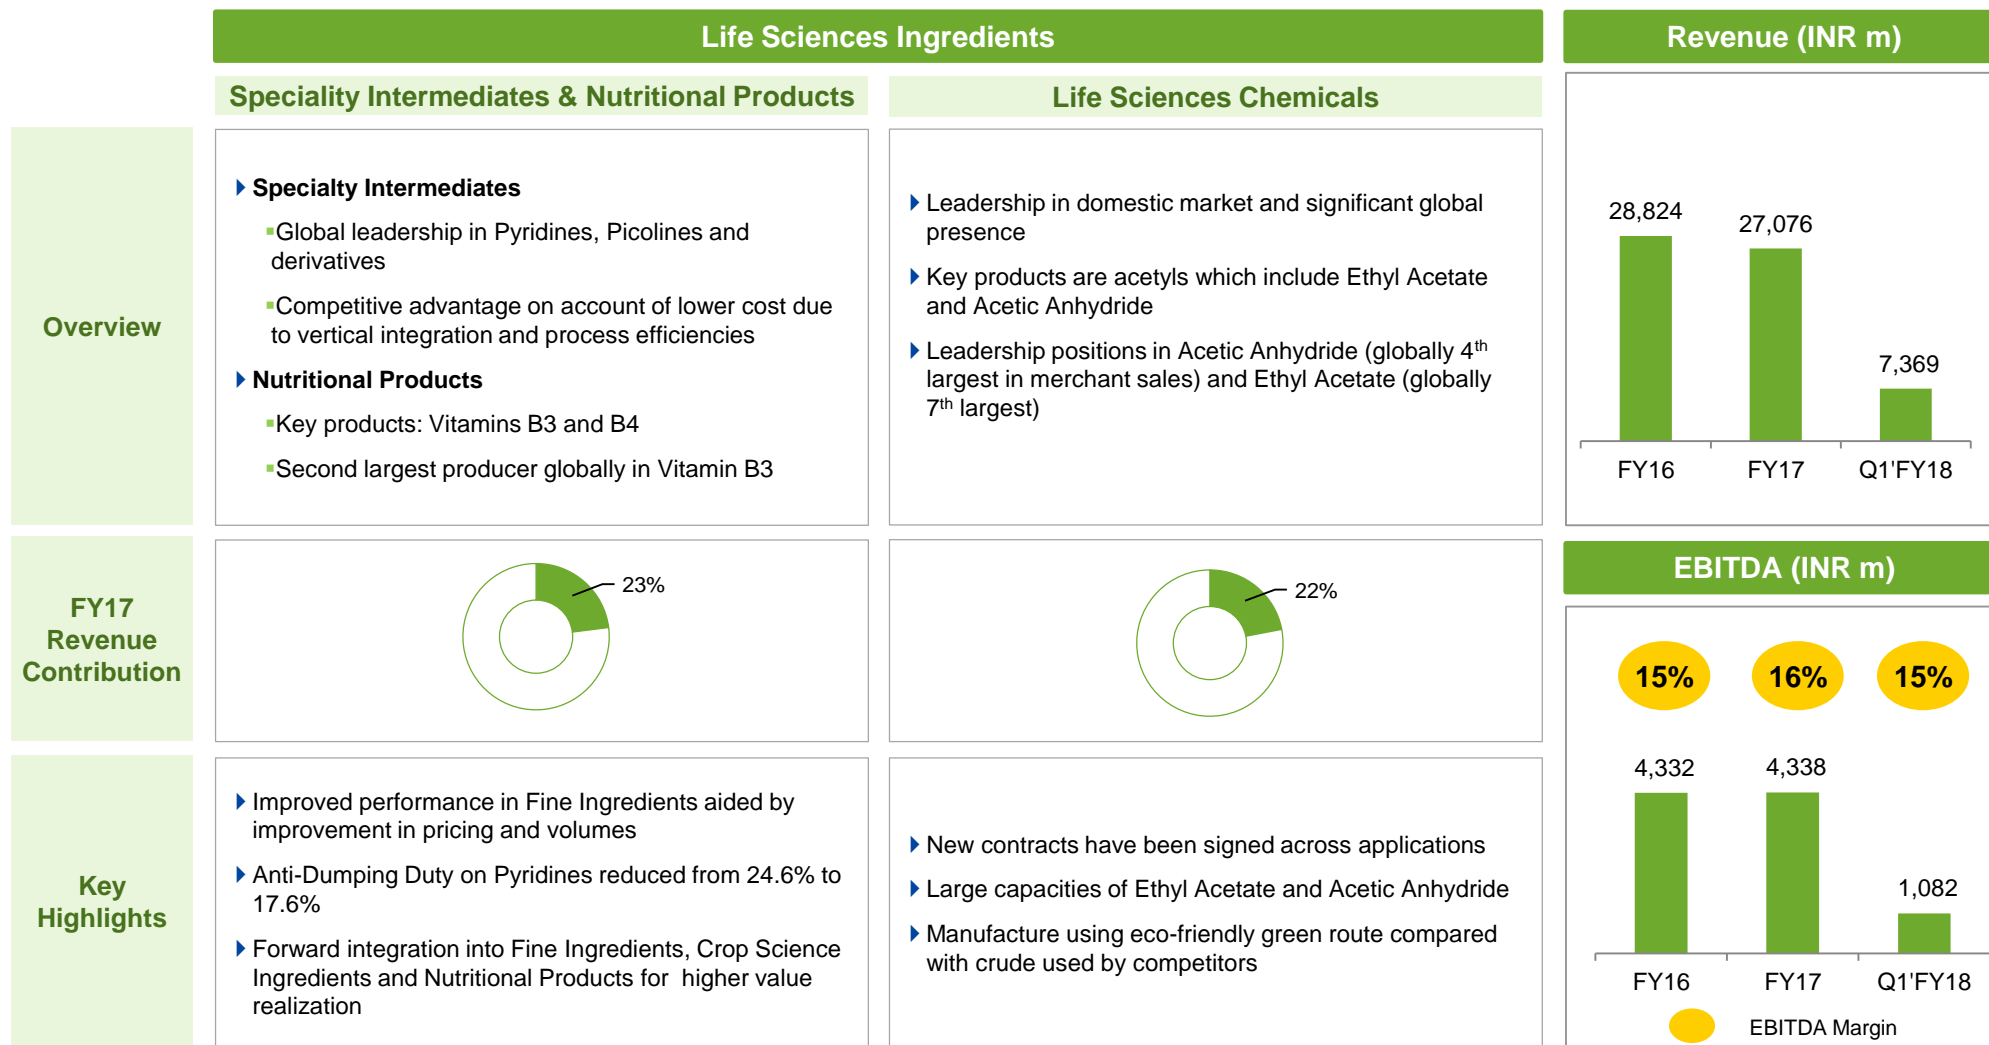 Life Sciences Ingredients
Speciality Intermediates & Nutritional Products
Life Sciences Chemicals
Overview
Specialty Intermediates
Global leadership in Pyridines, Picolines and
derivatives
Competitive advantage on account of lower cost due
to vertical integration and process efficiencies
Nutritional Products
Key products: Vitamins B3 and B4
Second largest producer globally in Vitamin B3
Leadership in domestic market and significant global
presence
Key products are acetyls which include Ethyl Acetate
and Acetic Anhydride
Leadership positions in Acetic Anhydride (globally 4th
largest in merchant sales) and Ethyl Acetate (globally
7th largest)
FY17
Revenue
Contribution
23%
22%
Key
Highlights
Improved performance in Fine Ingredients aided by
improvement in pricing and volumes
Anti-Dumping Duty on Pyridines reduced from 24.6% to
17.6%
Forward integration into Fine Ingredients, Crop Science
Ingredients and Nutritional Products for  higher value
realization
New contracts have been signed across applications
Large capacities of Ethyl Acetate and Acetic Anhydride
Manufacture using eco-friendly green route compared
with crude used by competitors
Revenue (INR m)
28,824
27,076
7,369
FY16 FY17 Q1'FY18
EBITDA (INR m)
15% 16% 15%
4,332 4,338
1,082
FY16 FY17 Q1'FY18
EBITDA Margin